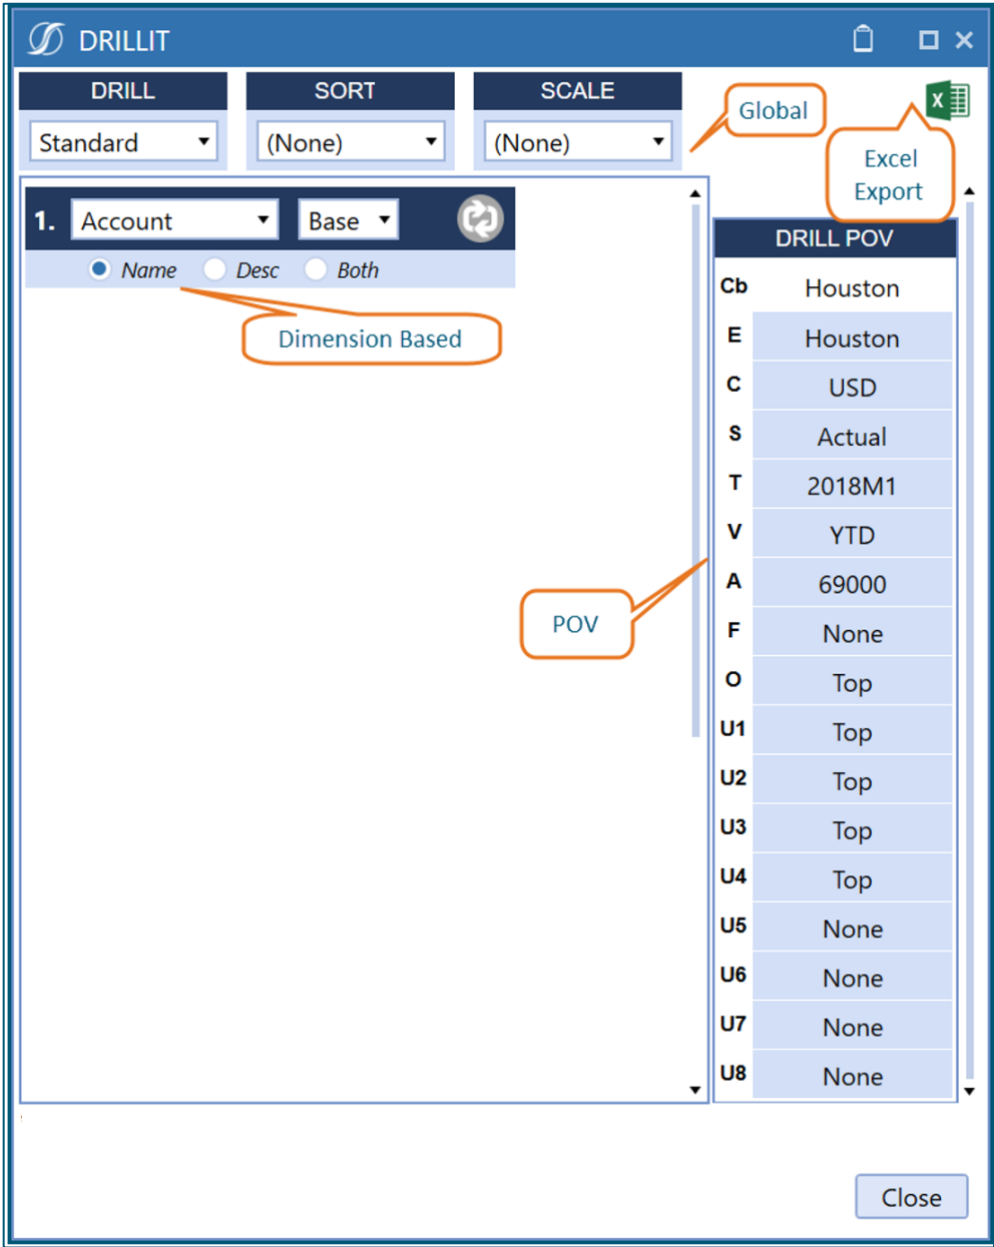 DRILLIT
DRILL SORT SCALE
Standard (None) (None)
Global
Excel
Export
1. Account Base
Name Desc Both
Dimension Based
POV
DRILL POV
Cb Houston
E Houston
C USD
S Actual
T 2018M1
V YTD
A 69000
F None
O Top
U1 Top
U2 Top
U3 Top
U4 Top
U5 None
U6 None
U7 None
U8 None
Close